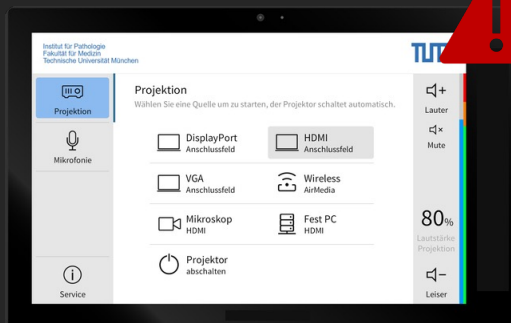 Institut für Pathologie
Fakultät für Medizin
Technische Universität München
Projektion
Mikrofonie
Service
Projektion
Wählen Sie eine Quelle um zu starten, der Projektor schaltet automatisch.
DisplayPort
Anschlussfeld
HDMI
Anschlussfeld
VGA
Anschlussfeld
Wireless
AirMedia
Mikroskop
HDMI
Fest PC
HDMI
Projektor
abschalten
Lauter
Mute
80%
Lautstärke
Projektion
Leiser